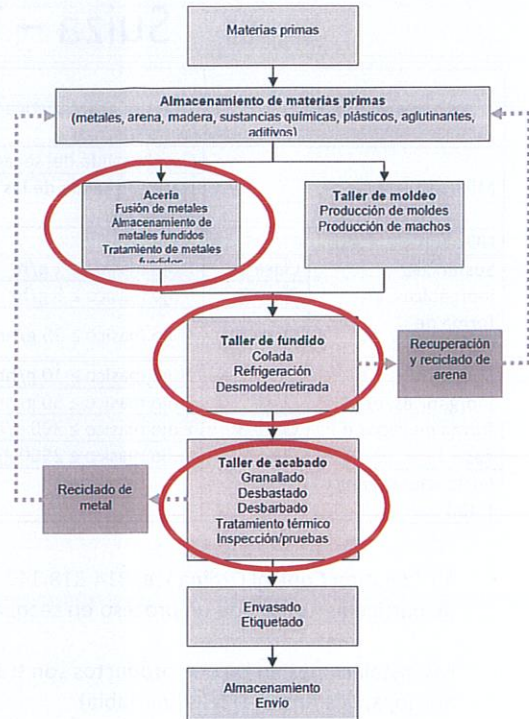 Materias primas
Almacenamiento de materias primas
(metales, arena, madera, sustancias químicas, plásticos, aglutinantes,
aditivos)
Acería
Fusión de metales
Almacenamiento de
metales fundidos
Tratamiento de metales
fundidos
Taller de moldeo
Producción de moldes
Producción de machos
Taller de fundido
Colada
Refrigeración
Desmoldeo/retirada
Recuperación
y reciclado de
arena
Taller de acabado
Granallado
Desbastado
Desbarbado
Tratamiento térmico
Inspección/pruebas
Reciclado de
metal
Envasado
Etiquetado
Almacenamiento
Envío